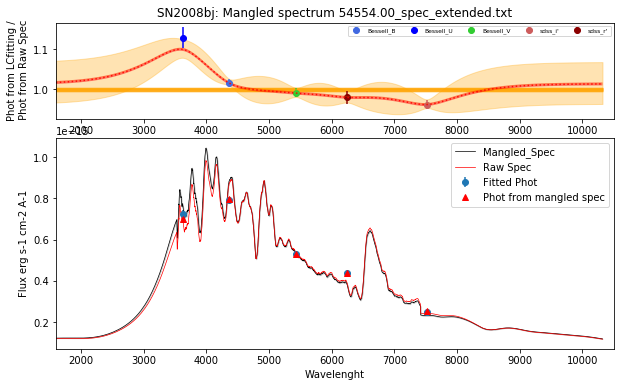 SN2008bj: Mangled spectrum 54554.00_spec_extended.txt
Phot from LCfitting /
Phot from Raw Spec
1.1
1.0
Bessell_B
Bessell_U
Bessell_V
sdss_i'
sdss_r'
2000 3000 4000 5000 6000 7000 8000 9000 10000
Flux erg s-1 cm-2 A-1
1.0
0.8
0.6
0.4
0.2
Mangled_Spec
Raw Spec
Fitted Phot
Phot from mangled spec
2000 3000 4000 5000 6000 7000 8000 9000 10000
Wavelenght